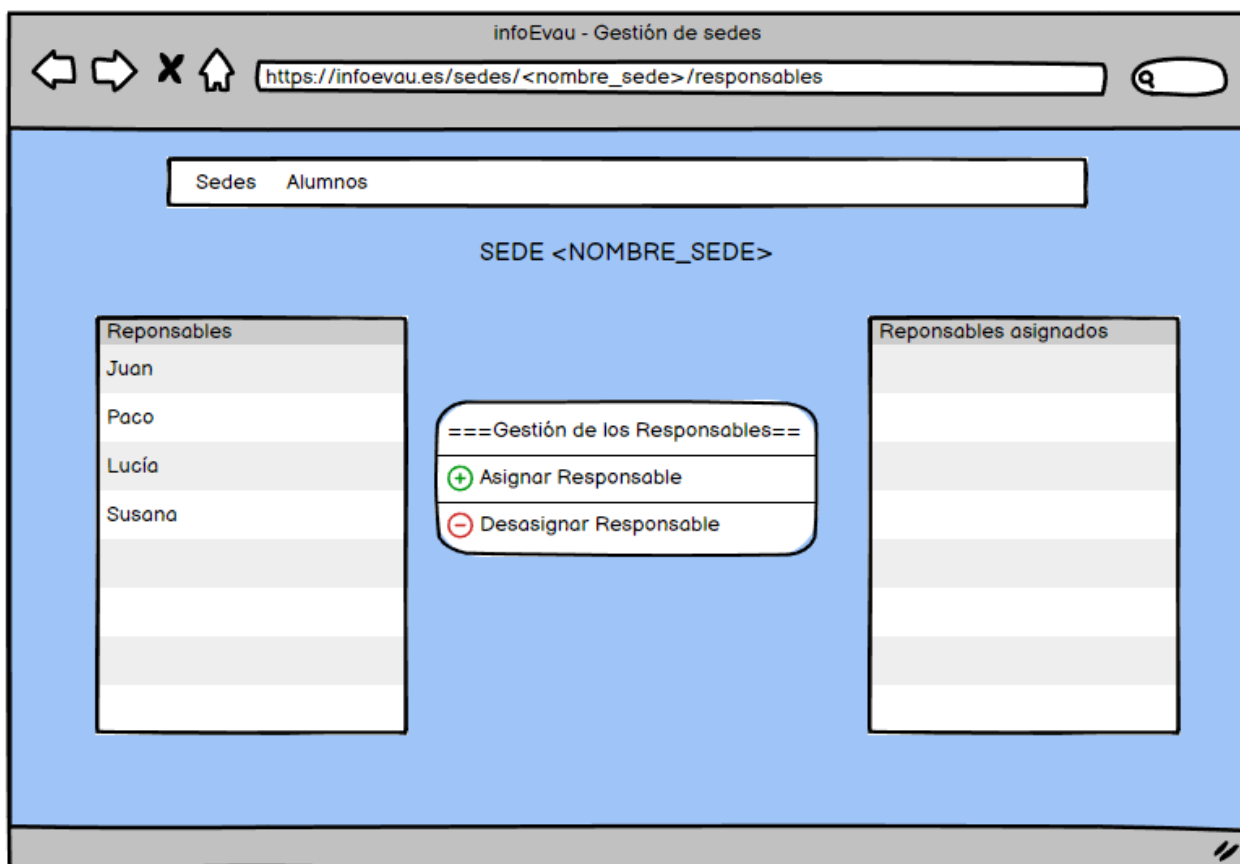 infoEvau - Gestión de sedes
https://infoevau.es/sedes/<nombre_sede>/responsables
Sedes Alumnos
SEDE <NOMBRE_SEDE>
Reponsables
Juan
Paco
Lucía
Susana
===Gestión de los Responsables==
Asignar Responsable
Desasignar Responsable
Reponsables asignados